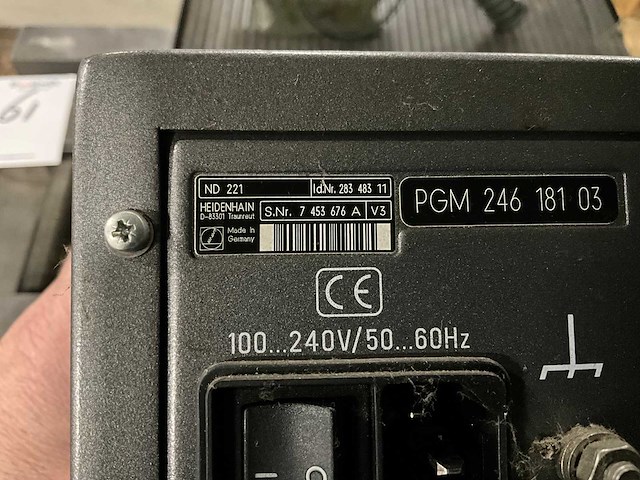 61
ND 221 Id.Nr. 283 483 11
HEIDENHAIN
D-83301 Traunreut
S.Nr. 7 453 676 A V3
Made in
Germany
PGM 246 181 03
CE
100...240V/50...60Hz
I O